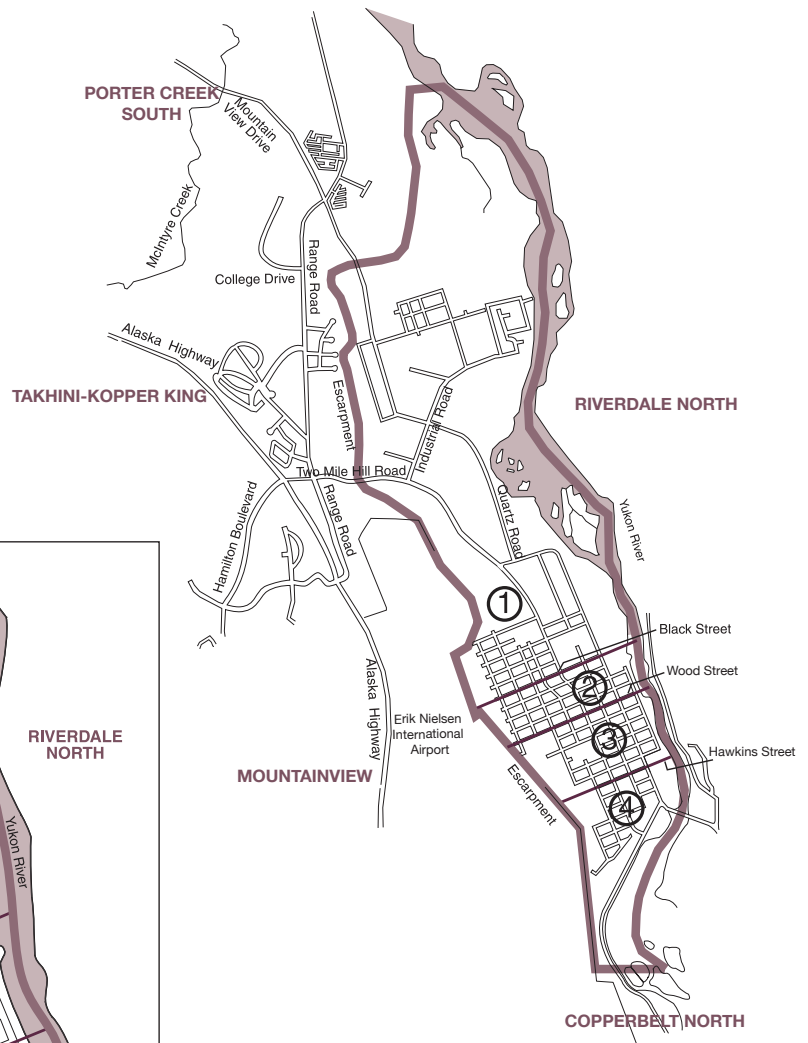 PORTER CREEK
SOUTH
Mountain
View Drive
McIntyre Creek
College Drive
Range Road
Alaska Highway
TAKHINI-KOPPER KING
Escarpment
Industrial Road
RIVERDALE NORTH
Two Mile Hill Road
Hamilton Boulevard
Range Road
Quartz Road
Yukon River
1
Black Street
Wood Street
2
Alaska Highway
Erik Nielsen
International
Airport
3
RIVERDALE
NORTH
Hawkins Street
MOUNTAINVIEW
Escarpment
4
Yukon River
COPPERBELT NORTH